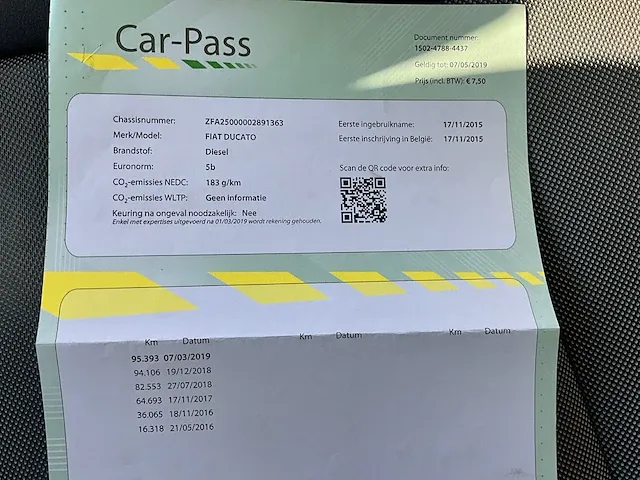 Car-Pass
Document nummer:
1502-4788-4437
Geldig tot: 07/05/2019
Prijs (incl. BTW): € 7,50
Chassisnummer: ZFA25000002891363
Merk/Model: FIAT DUCATO
Brandstof: Diesel
Euronorm: 5b
CO2-emissies NEDC: 183 g/km
CO2-emissies WLTP: Geen informatie
Keuring na ongeval noodzakelijk: Nee
Enkel met expertises uitgevoerd na 01/03/2019 wordt rekening gehouden.
Eerste ingebruikname: 17/11/2015
Eerste inschrijving in België: 17/11/2015
Scan de QR code voor extra info:
Km Datum Km Datum Km Datum
95.393 07/03/2019
94.106 19/12/2018
82.553 27/07/2018
64.693 17/11/2017
36.065 18/11/2016
16.318 21/05/2016